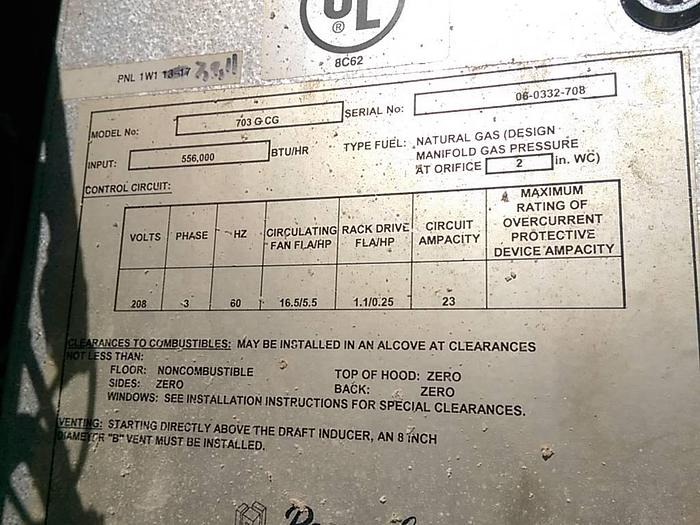 UL
®
8C62
PNL 1W1 13-17
MODEL No: 703 G CG SERIAL No: 06-0332-708
INPUT: 556,000 BTU/HR TYPE FUEL: NATURAL GAS (DESIGN
MANIFOLD GAS PRESSURE
AT ORIFICE 2 in. WC)
CONTROL CIRCUIT:
VOLTS PHASE HZ CIRCULATING FAN FLA/HP RACK DRIVE FLA/HP CIRCUIT AMPACITY MAXIMUM RATING OF OVERCURRENT PROTECTIVE DEVICE AMPACITY
208 3 60 16.5/5.5 1.1/0.25 23
CLEARANCES TO COMBUSTIBLES: MAY BE INSTALLED IN AN ALCOVE AT CLEARANCES
NOT LESS THAN:
FLOOR: NONCOMBUSTIBLE TOP OF HOOD: ZERO
SIDES: ZERO BACK: ZERO
WINDOWS: SEE INSTALLATION INSTRUCTIONS FOR SPECIAL CLEARANCES.
VENTING: STARTING DIRECTLY ABOVE THE DRAFT INDUCER, AN 8 INCH
DIAMEYER "B" VENT MUST BE INSTALLED.